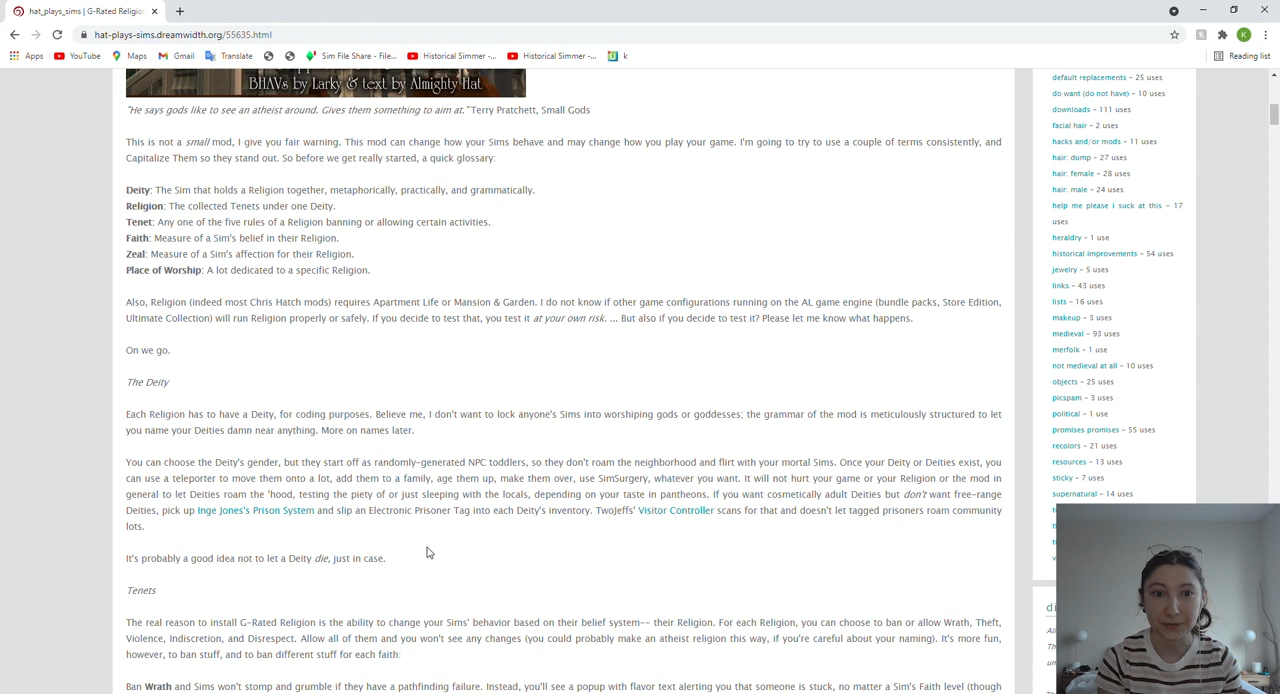 hat_plays_sims | G-Rated Religio
hat-plays-sims.dreamwidth.org/55635.html
K
Apps
YouTube
Maps
Gmail
Translate
Sim File Share - File...
Historical Simmer -...
Historical Simmer -...
k
Reading list
BHAVs by Larky & text by Almighty Hat
"He says gods like to see an atheist around. Gives them something to aim at." Terry Pratchett, Small Gods
This is not a small mod, I give you fair warning. This mod can change how your Sims behave and may change how you play your game. I'm going to try to use a couple of terms consistently, and
Capitalize Them so they stand out. So before we get really started, a quick glossary:
Deity: The Sim that holds a Religion together, metaphorically, practically, and grammatically.
Religion: The collected Tenets under one Deity.
Tenet: Any one of the five rules of a Religion banning or allowing certain activities.
Faith: Measure of a Sim's belief in their Religion.
Zeal: Measure of a Sim's affection for their Religion.
Place of Worship: A lot dedicated to a specific Religion.
Also, Religion (indeed most Chris Hatch mods) requires Apartment Life or Mansion & Garden. I do not know if other game configurations running on the AL game engine (bundle packs, Store Edition,
Ultimate Collection) will run Religion properly or safely. If you decide to test that, you test it at your own risk. ... But also if you decide to test it? Please let me know what happens.
On we go.
The Deity
Each Religion has to have a Deity, for coding purposes. Believe me, I don't want to lock anyone's Sims into worshiping gods or goddesses; the grammar of the mod is meticulously structured to let
you name your Deities damn near anything. More on names later.
You can choose the Deity's gender, but they start off as randomly-generated NPC toddlers, so they don't roam the neighborhood and flirt with your mortal Sims. Once your Deity or Deities exist, you
can use a teleporter to move them onto a lot, add them to a family, age them up, make them over, use SimSurgery, whatever you want. It will not hurt your game or your Religion or the mod in
general to let Deities roam the 'hood, testing the piety of or just sleeping with the locals, depending on your taste in pantheons. If you want cosmetically adult Deities but don't want free-range
Deities, pick up Inge Jones's Prison System and slip an Electronic Prisoner Tag into each Deity's inventory. TwoJeffs' Visitor Controller scans for that and doesn't let tagged prisoners roam community
lots.
It's probably a good idea not to let a Deity die, just in case.
Tenets
The real reason to install G-Rated Religion is the ability to change your Sims' behavior based on their belief system-- their Religion. For each Religion, you can choose to ban or allow Wrath, Theft,
Violence, Indiscretion, and Disrespect. Allow all of them and you won't see any changes (you could probably make an atheist religion this way, if you're careful about your naming). It's more fun,
however, to ban stuff, and to ban different stuff for each faith:
Ban Wrath and Sims won't stomp and grumble if they have a pathfinding failure. Instead, you'll see a popup with flavor text alerting you that someone is stuck, no matter a Sim's Faith level (though
default replacements - 25 uses
do want (do not have) - 10 uses
downloads - 111 uses
facial hair - 2 uses
hacks and/or mods - 11 uses
hair: dump - 27 uses
hair: female - 28 uses
hair: male - 24 uses
help me please i suck at this - 17
uses
heraldry - 1 use
historical improvements - 54 uses
jewelry - 5 uses
links - 43 uses
lists - 16 uses
makeup - 3 uses
medieval - 93 uses
merfolk - 1 use
not medieval at all - 10 uses
objects - 25 uses
picspam - 3 uses
political - 1 use
promises promises - 55 uses
recolors - 21 uses
resources - 13 uses
sticky - 7 uses
supernatural - 14 uses